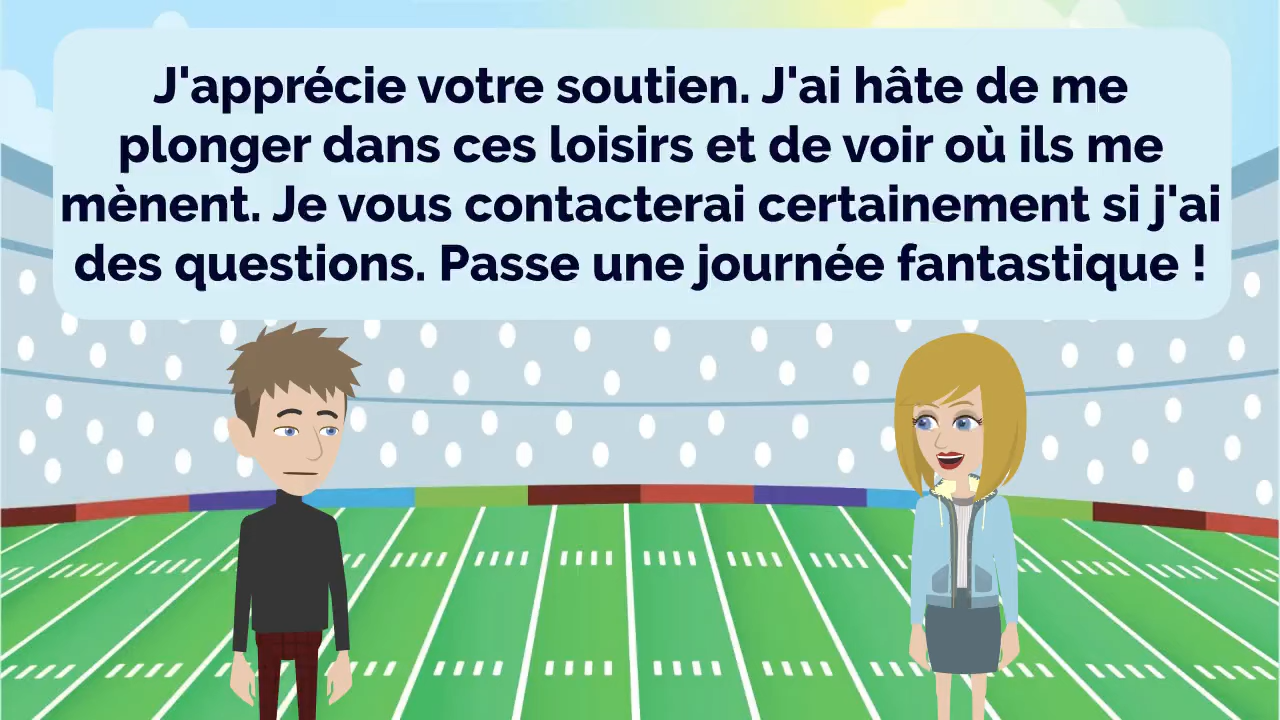 J'apprécie votre soutien. J'ai hâte de me
plonger dans ces loisirs et de voir où ils me
mènent. Je vous contacterai certainement si j'ai
des questions. Passe une journée fantastique !